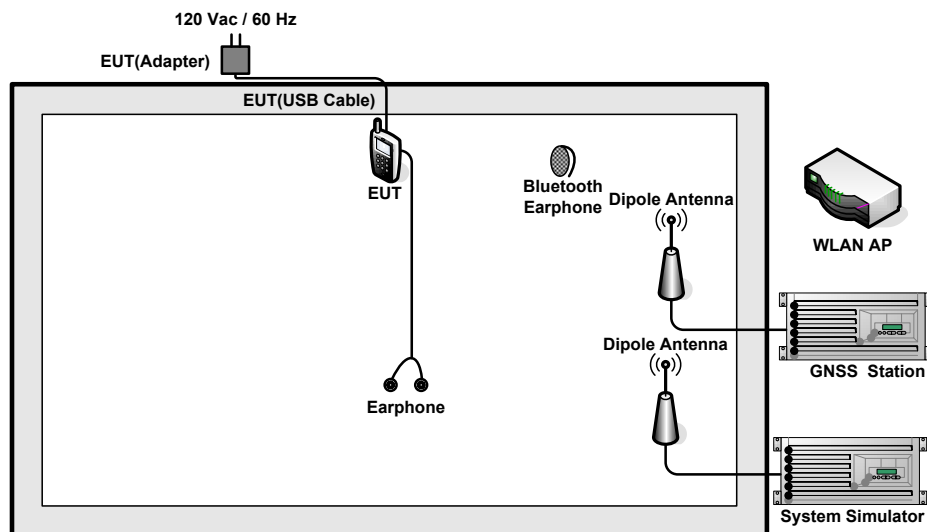 120 Vac / 60 Hz
EUT(Adapter)
EUT(USB Cable)
EUT
Bluetooth
Earphone
Dipole Antenna
WLAN AP
GNSS Station
Dipole Antenna
Earphone
System Simulator